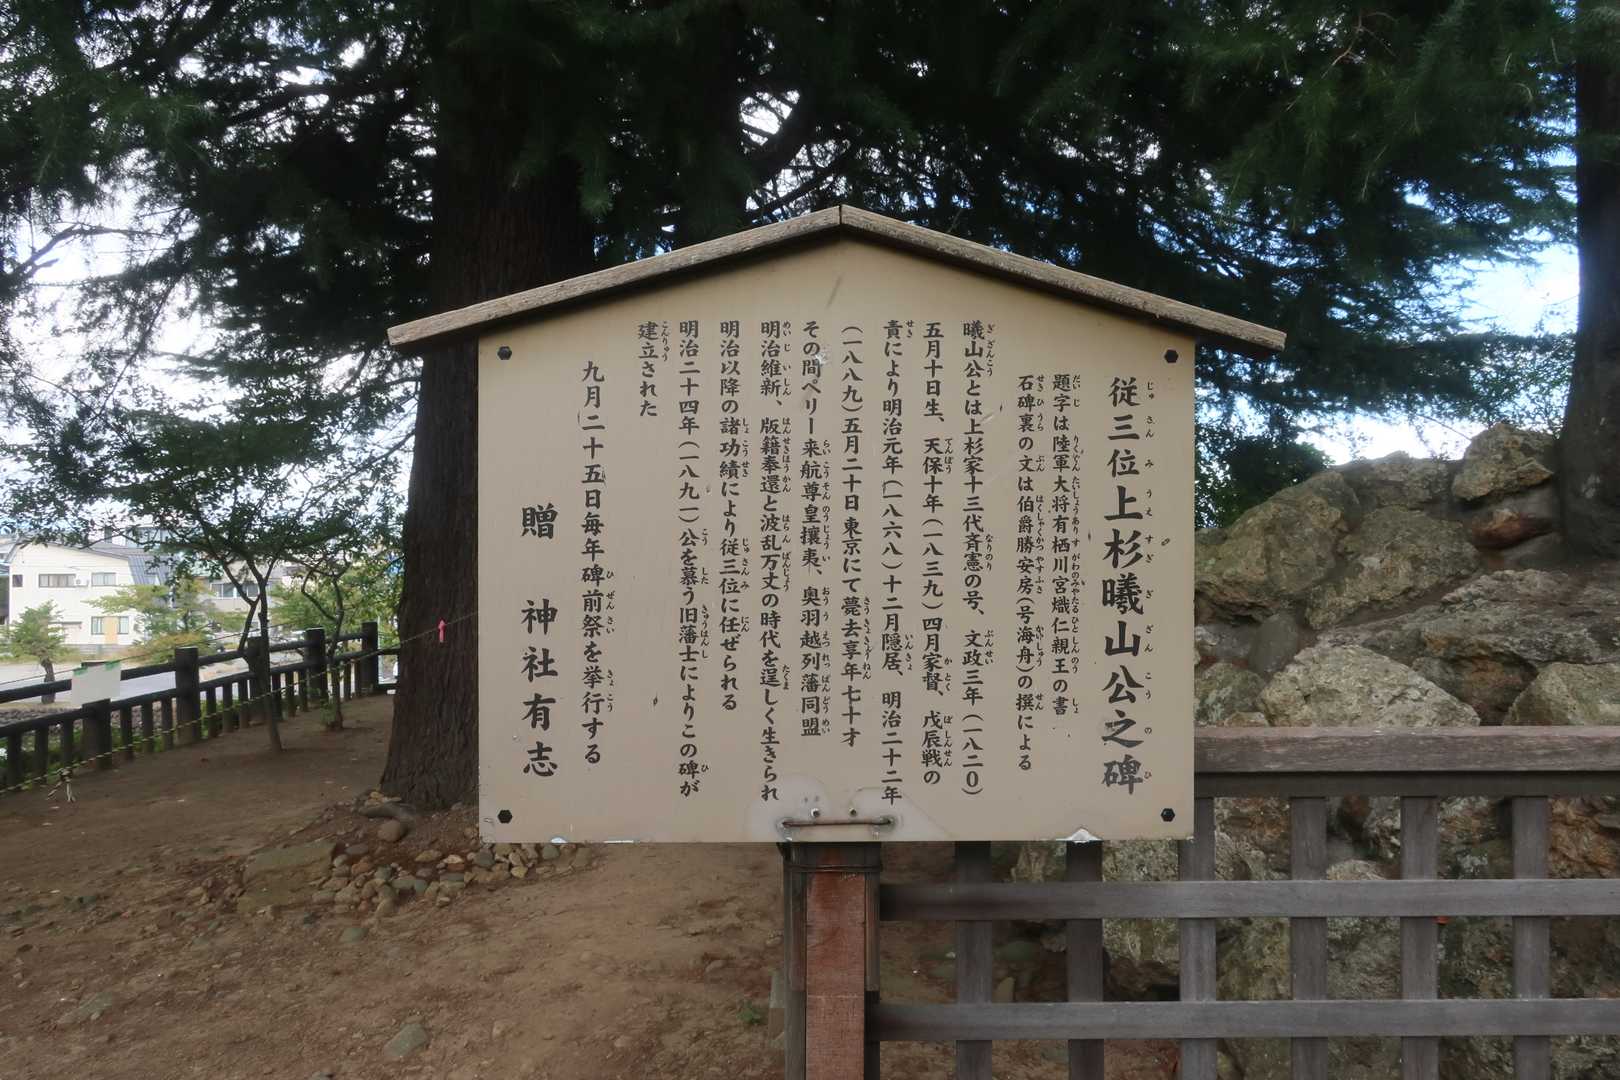 従三位上杉曦山公之碑
題字は陸軍大将有栖川宮熾仁親王の書
石碑裏の文は伯爵勝安房(号海舟)の撰による
曦山公とは上杉家十三代斉憲の号、文政三年(一八二〇)
五月十日生、天保十年(一八三九)四月家督、戊辰戦の
責により明治元年(一八六八)十二月隠居、明治二十二年
(一八八九)五月二十日東京にて薨去享年七十才
その間ペリー来航尊皇攘夷、奥羽越列藩同盟
明治維新、版籍奉還と波乱万丈の時代を逞しく生きられ
明治以降の諸功績により従三位に任ぜられる
明治二十四年(一八九一)公を慕う旧藩士によりこの碑が
建立された
九月二十五日毎年碑前祭を挙行する
贈 神社有志